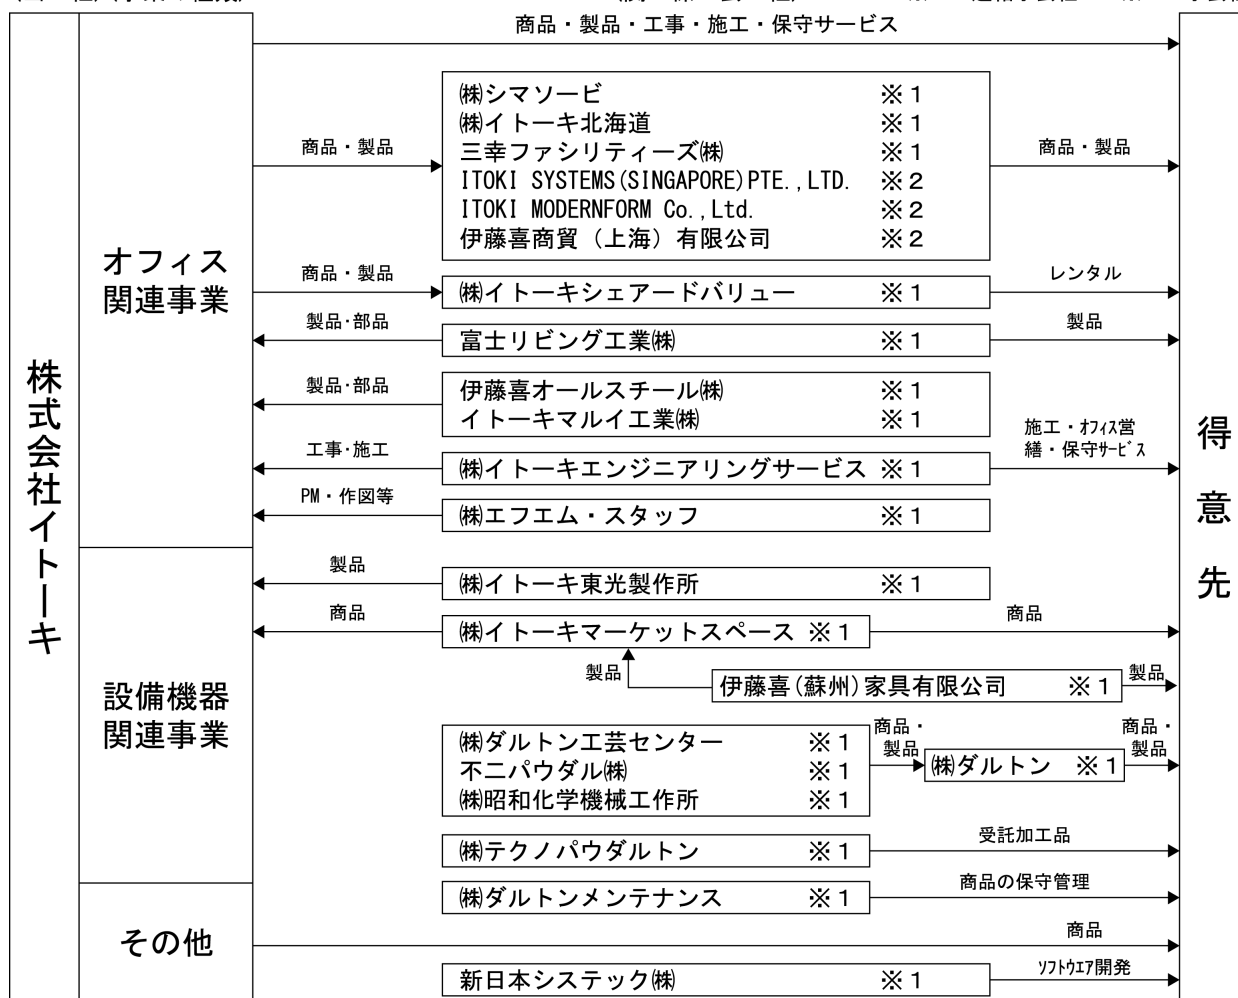 商品・製品・工事・施工・保守サービス
㈱シマソービ ※1
㈱イトーキ北海道 ※1
商品・製品
三幸ファシリティーズ㈱ ※1
商品・製品
ITOKI SYSTEMS(SINGAPORE)PTE.,LTD. ※2
ITOKI MODERNFORM Co.,Ltd. ※2
伊藤喜商貿（上海）有限公司 ※2
オフィス
関連事業
商品・製品
㈱イトーキシェアードバリュー ※1
レンタル
製品・部品
富士リビング工業㈱ ※1
製品
株式会社イトーキ
製品・部品
伊藤喜オールスチール㈱ ※1
イトーキマルイ工業㈱ ※1
得意先
工事・施工
㈱イトーキエンジニアリングサービス ※1
施工・ｵﾌｨｽ営
繕・保守ｻｰﾋﾞｽ
PM・作図等
㈱エフエム・スタッフ ※1
製品
㈱イトーキ東光製作所 ※1
商品
㈱イトーキマーケットスペース ※1
商品
製品
伊藤喜(蘇州)家具有限公司 ※1
製品
設備機器
関連事業
㈱ダルトン工芸センター ※1
不二パウダル㈱ ※1
㈱昭和化学機械工作所 ※1
商品・
製品
㈱ダルトン ※1
商品・
製品
㈱テクノパウダルトン ※1
受託加工品
㈱ダルトンメンテナンス ※1
商品の保守管理
その他
商品
新日本システック㈱ ※1
ｿﾌﾄｳｴｱ開発